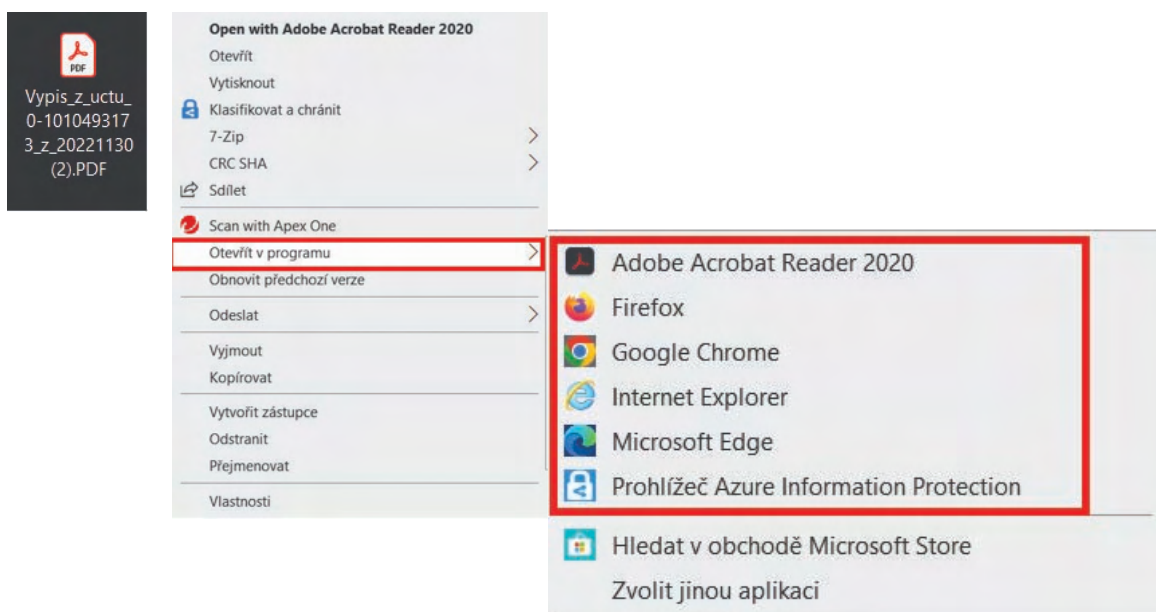 PDF
Vypis_z_uctu_
0-101049317
3_z_20221130
(2).PDF
Open with Adobe Acrobat Reader 2020
Otevřít
Vytisknout
Klasifikovat a chránit
7-Zip
CRC SHA
Sdílet
Scan with Apex One
Otevřít v programu
Obnovit předchozí verze
Odeslat
Vyjmout
Kopírovat
Vytvořit zástupce
Odstranit
Přejmenovat
Vlastnosti
Adobe Acrobat Reader 2020
Firefox
Google Chrome
Internet Explorer
Microsoft Edge
Prohlížeč Azure Information Protection
Hledat v obchodě Microsoft Store
Zvolit jinou aplikaci